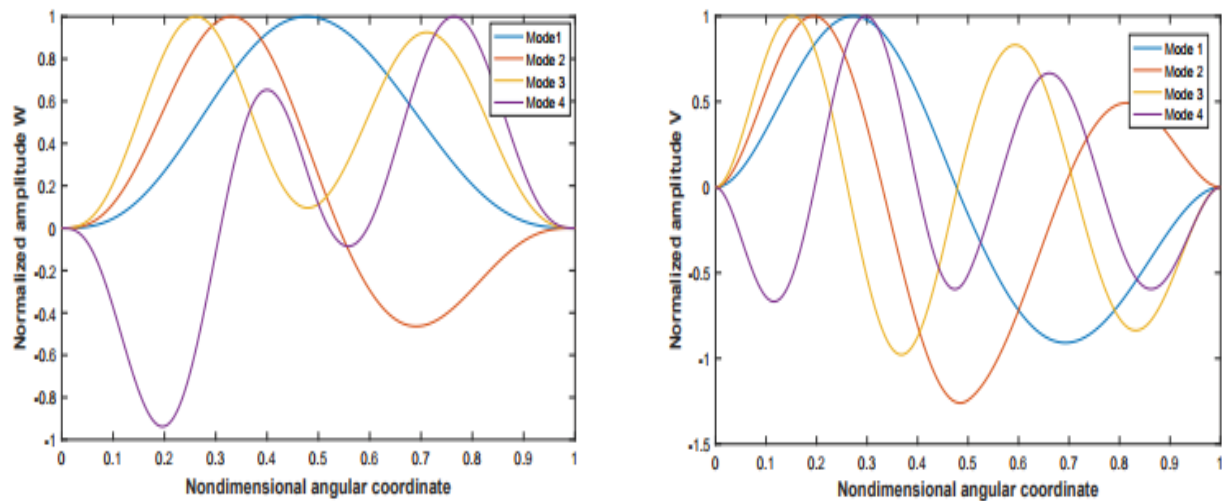 Normalized amplitude W
1
0.8
0.6
0.4
0.2
0
-0.2
-0.4
-0.6
-0.8
-1
0 0.1 0.2 0.3 0.4 0.5 0.6 0.7 0.8 0.9 1
Nondimensional angular coordinate
Mode1
Mode 2
Mode 3
Mode 4
Normalized amplitude V
1
0.5
0
-0.5
-1
-1.5
0 0.1 0.2 0.3 0.4 0.5 0.6 0.7 0.8 0.9 1
Nondimensional angular coordinate
Mode 1
Mode 2
Mode 3
Mode 4